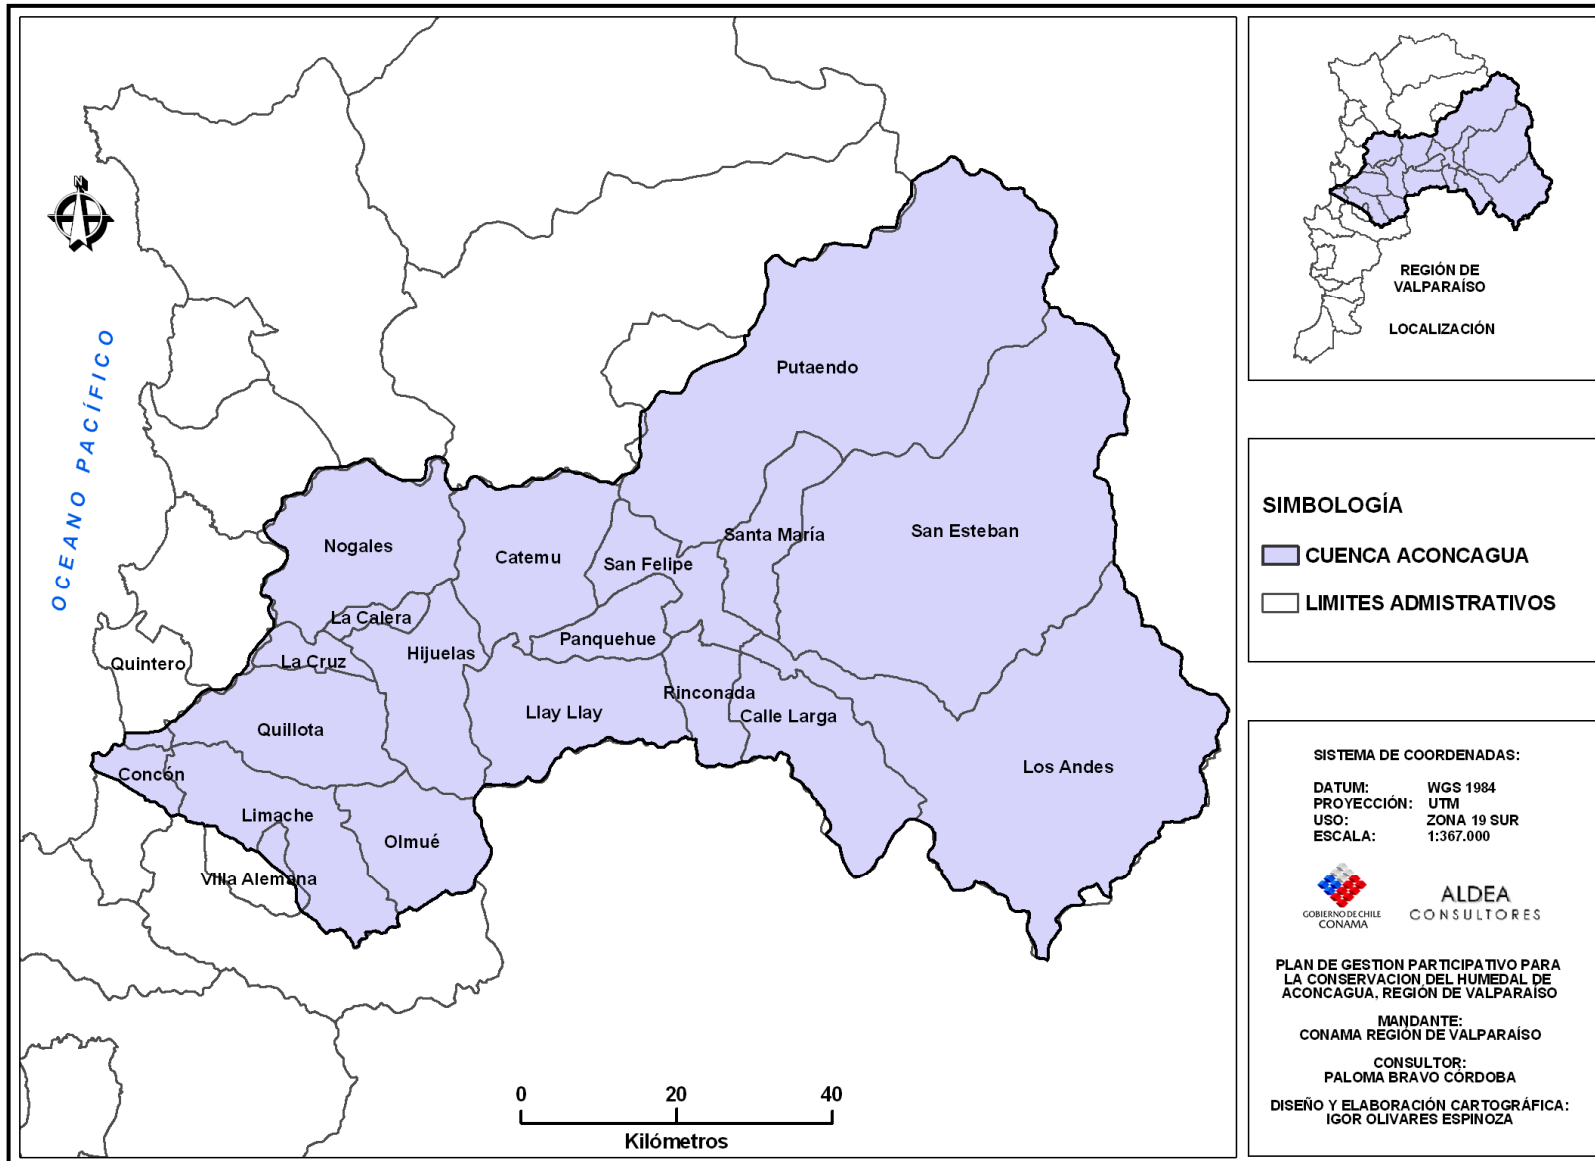 N
OCEANO PACÍFICO
Putaendo
Santa María
San Esteban
Nogales
Catemu
San Felipe
La Calera
Panquehue
Hijuelas
La Cruz
Quintero
Rinconada
Llay Llay
Calle Larga
Quillota
Los Andes
Concón
Limache
Olmué
Villa Alemana
0 20 40
Kilómetros
REGIÓN DE
VALPARAÍSO
LOCALIZACIÓN
SIMBOLOGÍA
CUENCA ACONCAGUA
LIMITES ADMISTRATIVOS
SISTEMA DE COORDENADAS:
DATUM: WGS 1984
PROYECCIÓN: UTM
USO: ZONA 19 SUR
ESCALA: 1:367.000
GOBIERNO DE CHILE
CONAMA
ALDEA
CONSULTORES
PLAN DE GESTION PARTICIPATIVO PARA
LA CONSERVACION DEL HUMEDAL DE
ACONCAGUA, REGIÓN DE VALPARAÍSO
MANDANTE:
CONAMA REGIÓN DE VALPARAÍSO
CONSULTOR:
PALOMA BRAVO CÓRDOBA
DISEÑO Y ELABORACIÓN CARTOGRÁFICA:
IGOR OLIVARES ESPINOZA